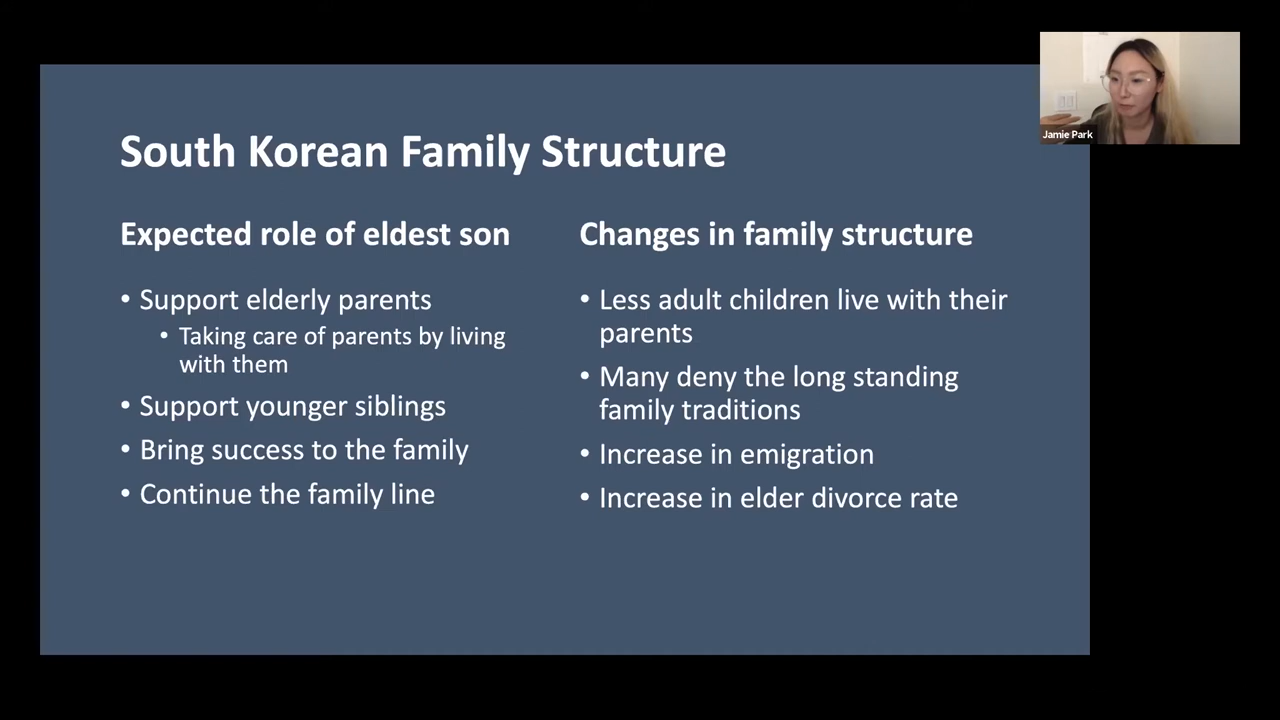 South Korean Family Structure
Expected role of eldest son
• Support elderly parents
• Taking care of parents by living
with them
• Support younger siblings
• Bring success to the family
• Continue the family line
Changes in family structure
• Less adult children live with their
parents
• Many deny the long standing
family traditions
• Increase in emigration
• Increase in elder divorce rate
Jamie Park